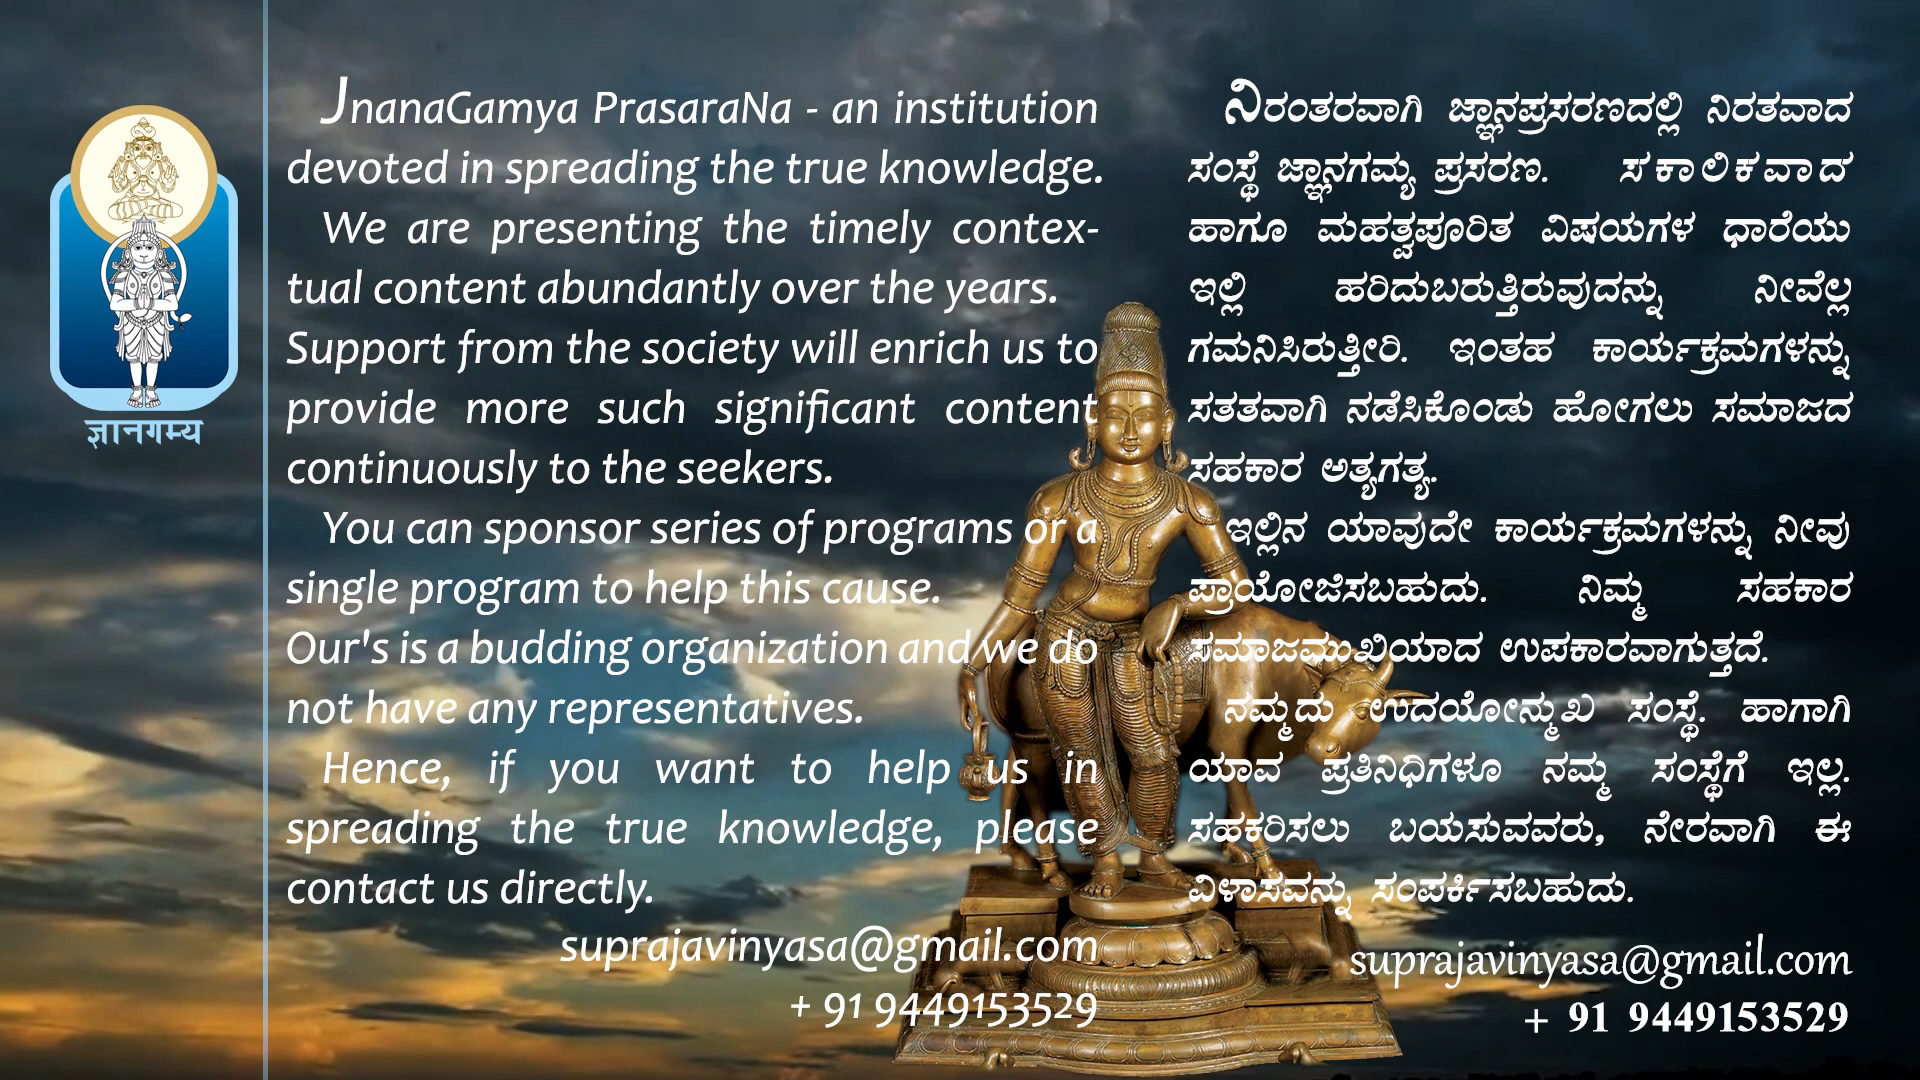 ज्ञानगम्य
JnanaGamya PrasaraNa - an institution
devoted in spreading the true knowledge.
We are presenting the timely contex-
tual content abundantly over the years.
Support from the society will enrich us to
provide more such significant content
continuously to the seekers.
You can sponsor series of programs or a
single program to help this cause.
Our's is a budding organization and we do
not have any representatives.
Hence, if you want to help us in
spreading the true knowledge, please
contact us directly.
suprajavinyasa@gmail.com
+ 91 9449153529
ನಿರಂತರವಾಗಿ ಜ್ಞಾನಪ್ರಸರಣದಲ್ಲಿ ನಿರತವಾದ
ಸಂಸ್ಥೆ ಜ್ಞಾನಗಮ್ಯ ಪ್ರಸರಣ. ಸಕಾಲಿಕವಾದ
ಹಾಗೂ ಮಹತ್ವಪೂರಿತ ವಿಷಯಗಳ ಧಾರೆಯು
ಇಲ್ಲಿ ಹರಿದುಬರುತ್ತಿರುವುದನ್ನು ನೀವೆಲ್ಲ
ಗಮನಿಸಿರುತ್ತೀರಿ. ಇಂತಹ ಕಾರ್ಯಕ್ರಮಗಳನ್ನು
ಸತತವಾಗಿ ನಡೆಸಿಕೊಂಡು ಹೋಗಲು ಸಮಾಜದ
ಸಹಕಾರ ಅತ್ಯಗತ್ಯ.
ಇಲ್ಲಿನ ಯಾವುದೇ ಕಾರ್ಯಕ್ರಮಗಳನ್ನು ನೀವು
ಪ್ರಾಯೋಜಿಸಬಹುದು. ನಿಮ್ಮ ಸಹಕಾರ
ಸಮಾಜಮುಖಿಯಾದ ಉಪಕಾರವಾಗುತ್ತದೆ.
ನಮ್ಮದು ಉದಯೋನ್ಮುಖ ಸಂಸ್ಥೆ. ಹಾಗಾಗಿ
ಯಾವ ಪ್ರತಿನಿಧಿಗಳೂ ನಮ್ಮ ಸಂಸ್ಥೆಗೆ ಇಲ್ಲ.
ಸಹಕರಿಸಲು ಬಯಸುವವರು, ನೇರವಾಗಿ ಈ
ವಿಳಾಸವನ್ನು ಸಂಪರ್ಕಿಸಬಹುದು.
suprajavinyasa@gmail.com
+ 91 9449153529